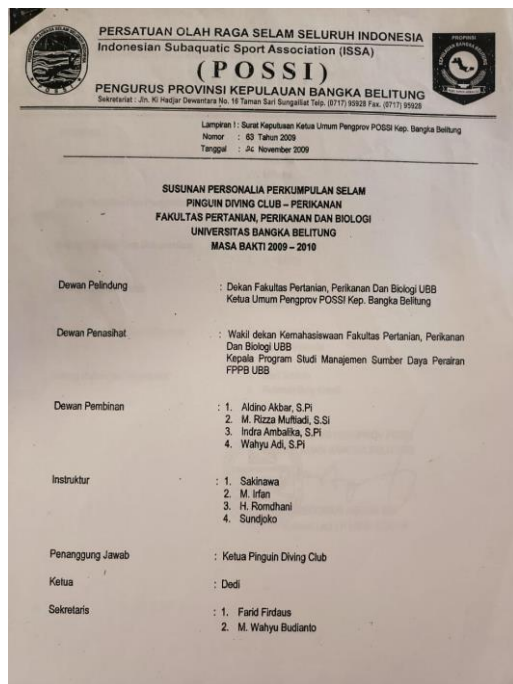 PERSATUAN OLAH RAGA SELAM SELURUH INDONESIA
Indonesian Subaquatic Sport Association (ISSA)
(POSSI)
PENGURUS PROVINSI KEPULAUAN BANGKA BELITUNG
Sekretariat : Jln. Ki Hadjar Dewantara No. 16 Taman Sari Sungailiat Telp. (0717) 95928 Fax. (0717) 95928
PROPINSI
KEPULAUAN BANGKA BELITUNG
Lampiran I : Surat Keputusan Ketua Umum Pengprov POSSI Kep. Bangka Belitung
Nomor : 63 Tahun 2009
Tanggal : November 2009
SUSUNAN PERSONALIA PERKUMPULAN SELAM
PINGUIN DIVING CLUB – PERIKANAN
FAKULTAS PERTANIAN, PERIKANAN DAN BIOLOGI
UNIVERSITAS BANGKA BELITUNG
MASA BAKTI 2009 – 2010
Dewan Pelindung : Dekan Fakultas Pertanian, Perikanan Dan Biologi UBB
Ketua Umum Pengprov POSSI Kep. Bangka Belitung
Dewan Penasihat : Wakil dekan Kemahasiswaan Fakultas Pertanian, Perikanan
Dan Biologi UBB
Kepala Program Studi Manajemen Sumber Daya Perairan
FPPB UBB
Dewan Pembinan : 1. Aldino Akbar, S.Pi
2. M. Rizza Muftiadi, S.Si
3. Indra Ambalika, S.Pi
4. Wahyu Adi, S.Pi
Instruktur : 1. Sakinawa
2. M. Irfan
3. H. Romdhani
4. Sundjoko
Penanggung Jawab : Ketua Pinguin Diving Club
Ketua : Dedi
Sekretaris : 1. Farid Firdaus
2. M. Wahyu Budianto